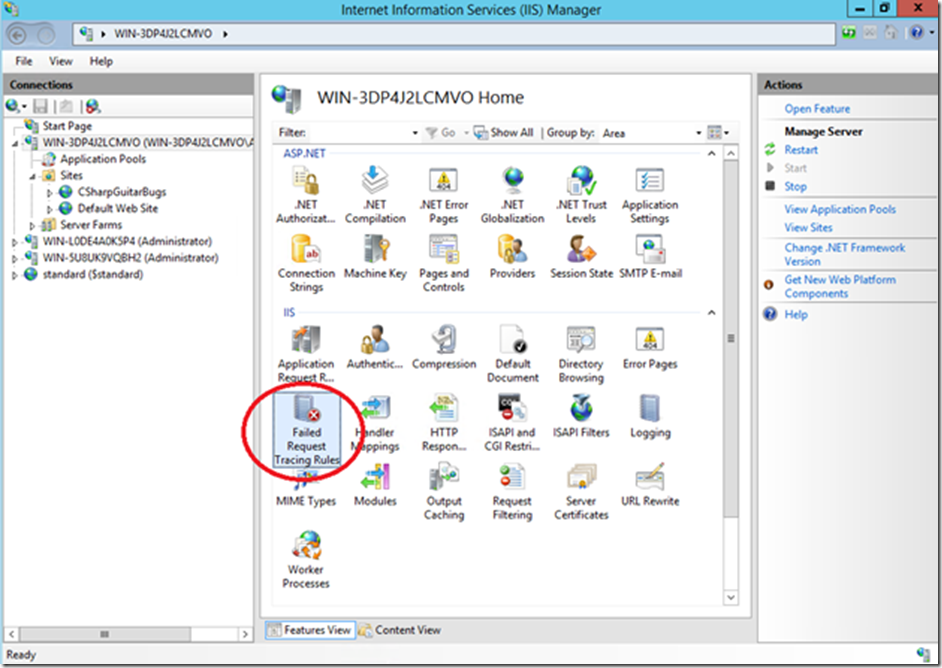 Internet Information Services (IIS) Manager
WIN-3DP4J2LCMVO
File View Help
Connections
Start Page
WIN-3DP4J2LCMVO (WIN-3DP4J2LCMVO\A
Application Pools
Sites
CSharpGuitarBugs
Default Web Site
Server Farms
WIN-L0DE4A0K5P4 (Administrator)
WIN-5U8UK9VQBH2 (Administrator)
standard ($standard)
WIN-3DP4J2LCMVO Home
Filter: Go Show All Group by: Area
ASP.NET
.NET Authorizat...
.NET Compilation
.NET Error Pages
.NET Globalization
.NET Trust Levels
Application Settings
Connection Strings
Machine Key
Pages and Controls
Providers
Session State
SMTP E-mail
IIS
Application Request R...
Authentic...
Compression
Default Document
Directory Browsing
Error Pages
Failed Request Tracing Rules
Handler Mappings
HTTP Respon...
ISAPI and CGI Restri...
ISAPI Filters
Logging
MIME Types
Modules
Output Caching
Request Filtering
Server Certificates
URL Rewrite
Worker Processes
Features View
Content View
Actions
Open Feature
Manage Server
Restart
Start
Stop
View Application Pools
View Sites
Change .NET Framework
Version
Get New Web Platform
Components
Help
Ready